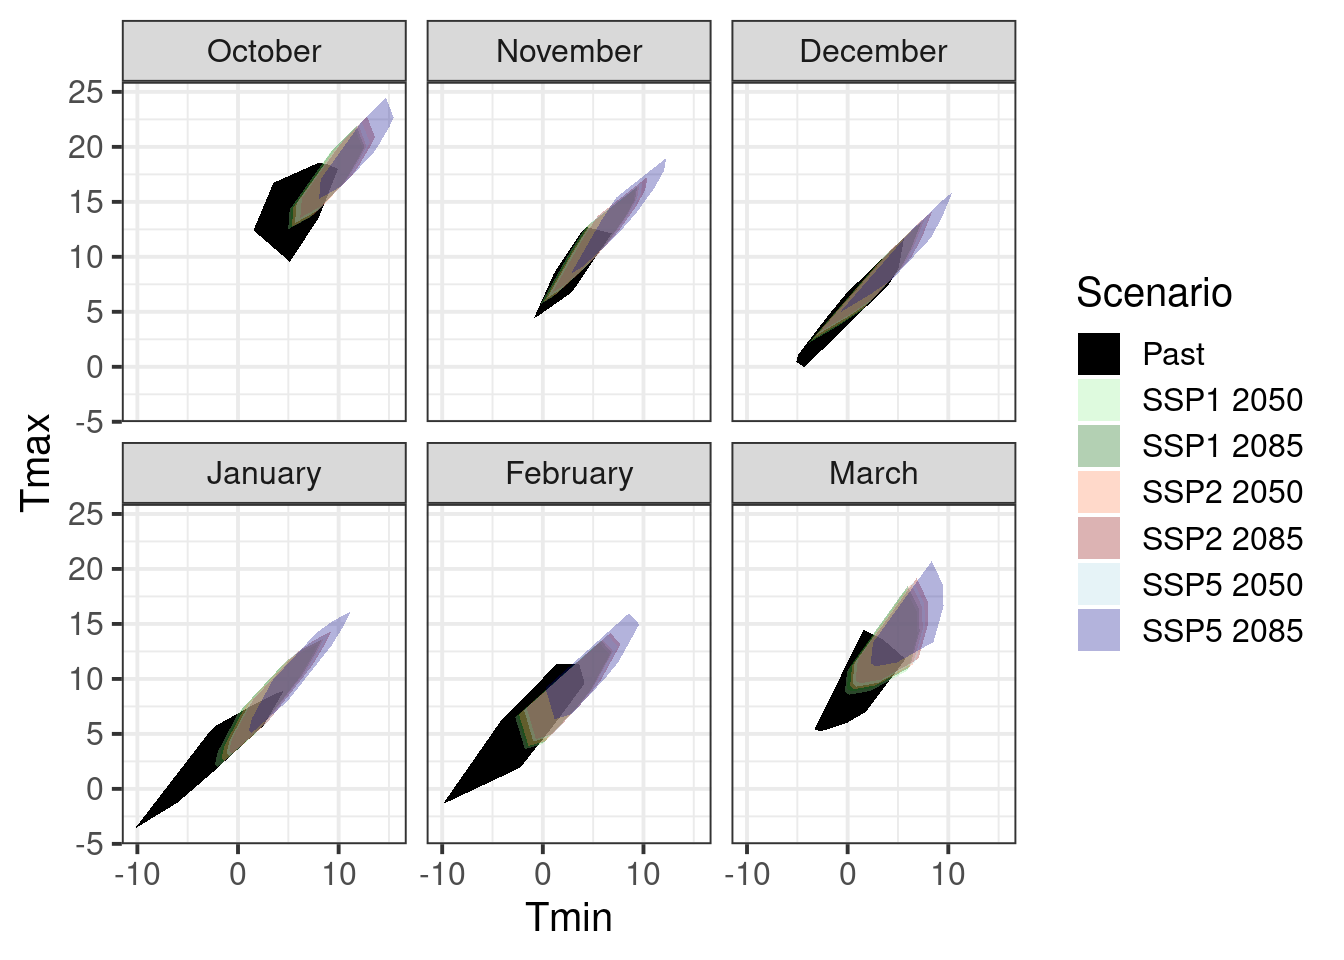 October
November
December
25
20
15
10
5
0
-5
January
February
March
25
20
15
10
5
0
-5
-10 0 10
-10 0 10
-10 0 10
Tmin
Tmax
Scenario
Past
SSP1 2050
SSP1 2085
SSP2 2050
SSP2 2085
SSP5 2050
SSP5 2085